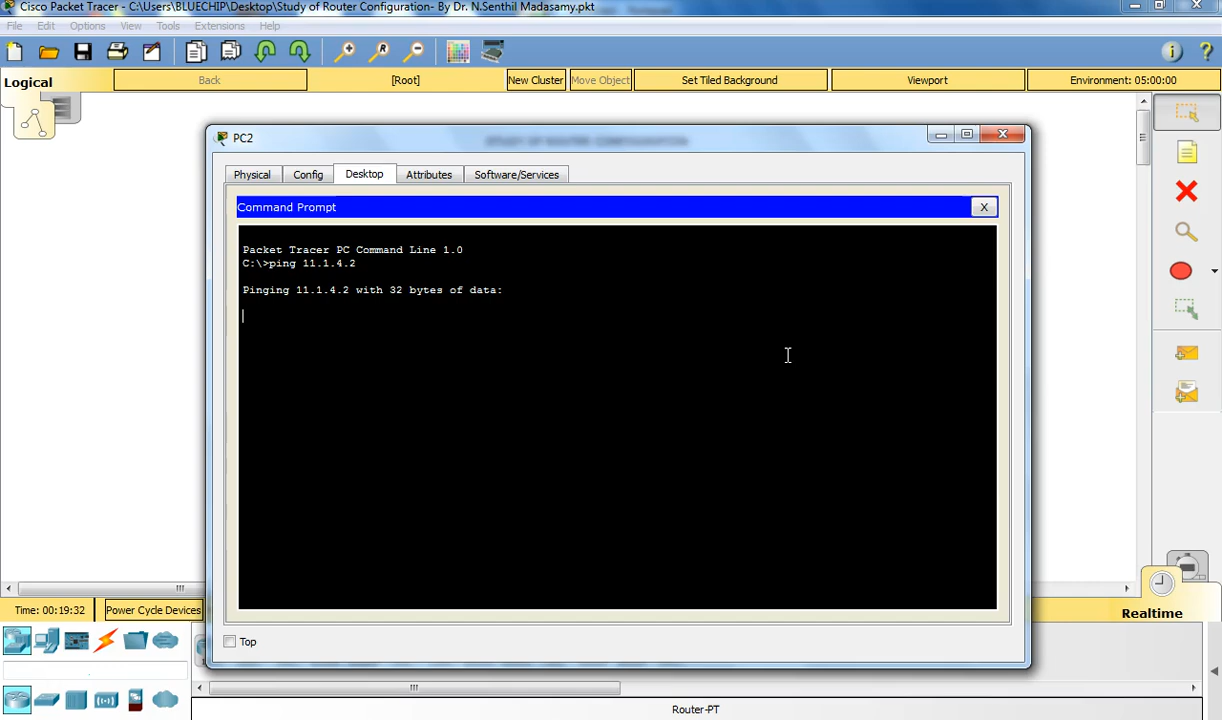 Cisco Packet Tracer - C:\Users\BLUECHIP\Desktop\Study of Router Configuration- By Dr. N.Senthil Madasamy.pkt
File Edit Options View Tools Extensions Help
Logical Back [Root] New Cluster Move Object Set Tiled Background Viewport Environment: 05:00:00
STUDY OF ROUTER CONFIGURATION
PC2
Physical Config Desktop Attributes Software/Services
Command Prompt X
Packet Tracer PC Command Line 1.0
C:\>ping 11.1.4.2
Pinging 11.1.4.2 with 32 bytes of data:
Time: 00:19:32 Power Cycle Devices Realtime
Top
Router-PT